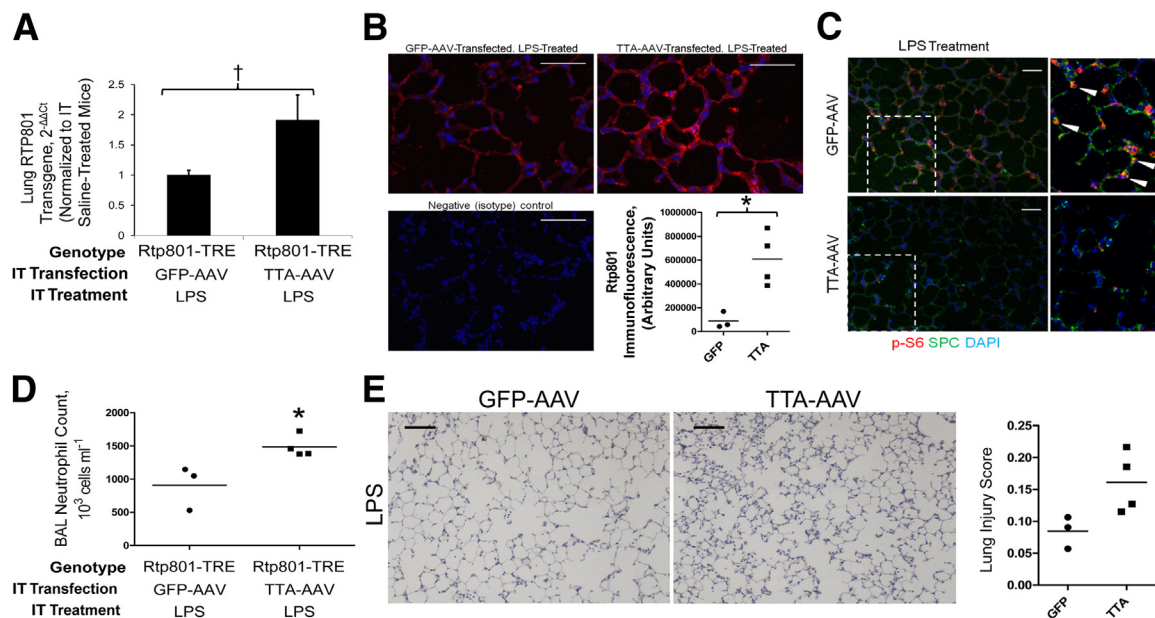 A
Lung RTP801
Transgene, 2-ΔΔCt
(Normalized to IT
Saline-Treated Mice)
†
2.5
2
1.5
1
0.5
0
Genotype Rtp801-TRE Rtp801-TRE
IT Transfection GFP-AAV TTA-AAV
IT Treatment LPS LPS
B
GFP-AAV-Transfected. LPS-Treated
TTA-AAV-Transfected. LPS-Treated
Negative (isotype) control
Rtp801
Immunofluorescence,
(Arbitrary Units)
*
1000000
800000
600000
400000
200000
0
GFP
TTA
C
LPS Treatment
GFP-AAV
TTA-AAV
p-S6 SPC DAPI
D
BAL Neutrophil Count,
10³ cells ml⁻¹
*
2000
1500
1000
500
0
Genotype Rtp801-TRE Rtp801-TRE
IT Transfection GFP-AAV TTA-AAV
IT Treatment LPS LPS
E
GFP-AAV
TTA-AAV
LPS
Lung Injury Score
0.25
0.20
0.15
0.10
0.05
0.00
GFP
TTA